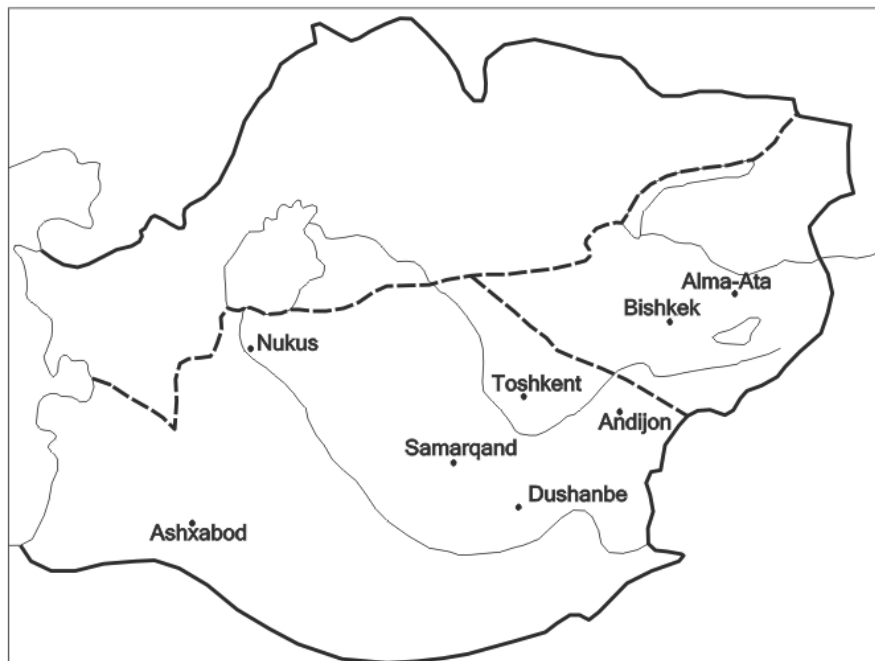 Alma-Ata
Bishkek
Nukus
Toshkent
Andijon
Samarqand
Dushanbe
Ashxabod